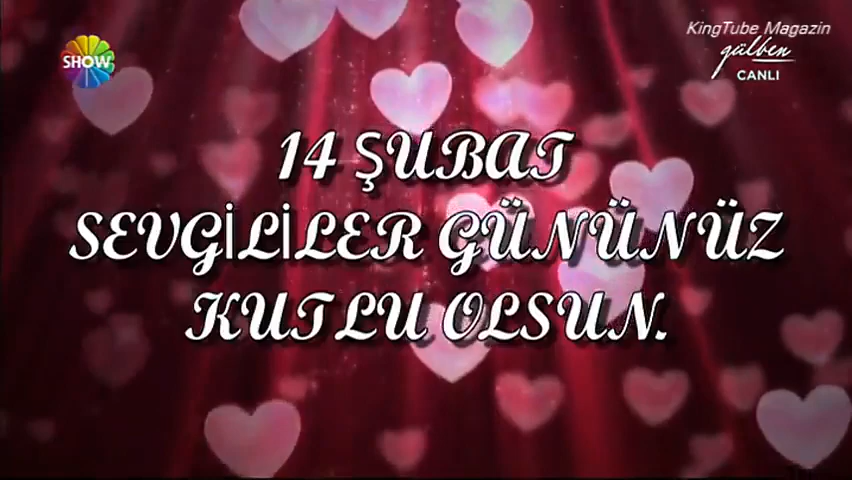 KingTube Magazin
SHOW
gülben
CANLI
14 ŞUBAT
SEVGİLİLER GÜNÜNÜZ
KUTLU OLSUN.